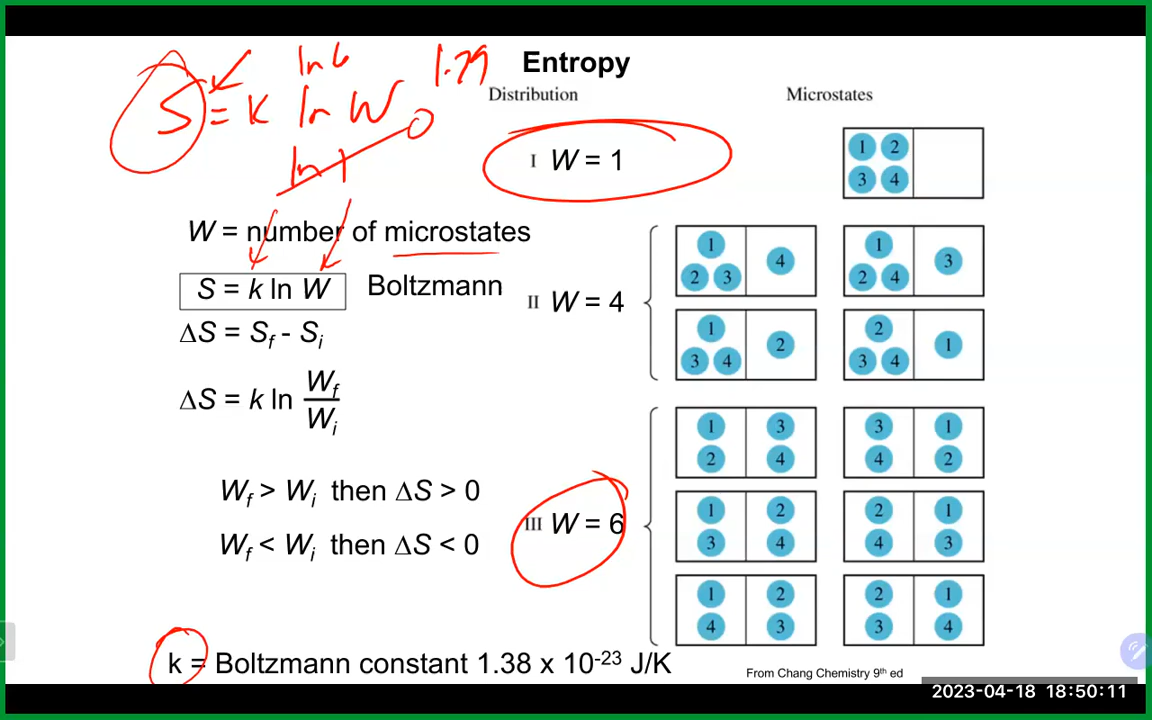 ln 6
1.79
Entropy
S = k ln W
0
Distribution
Microstates
ln 1
I W = 1
1 2
3 4
W = number of microstates
S = k ln W Boltzmann
ΔS = Sf - Si
ΔS = k ln Wf
Wi
II W = 4
1
2 3 4
1
2 4 3
1
3 4 2
2
3 4 1
Wf > Wi then ΔS > 0
Wf < Wi then ΔS < 0
III W = 6
1 3
2 4
3 1
4 2
1 2
3 4
2 1
4 3
1 2
4 3
2 1
3 4
k = Boltzmann constant 1.38 x 10-23 J/K
From Chang Chemistry 9th ed
2023-04-18 18:50:11